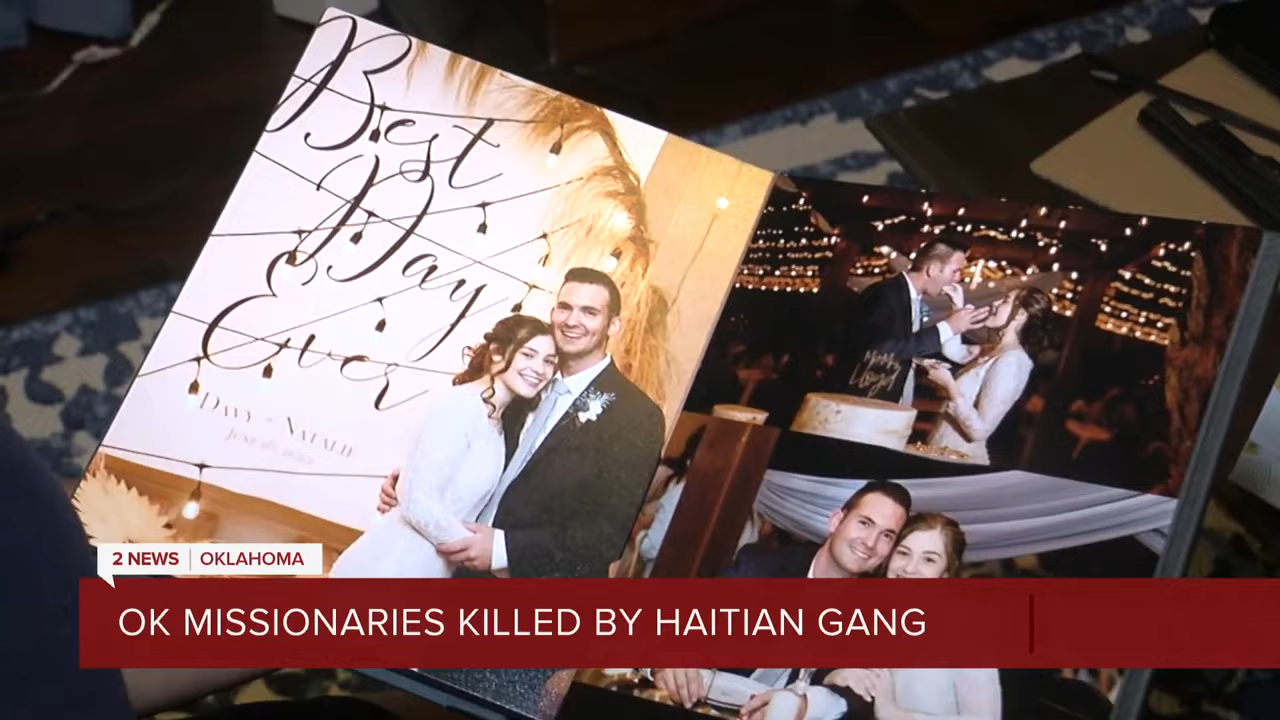 Best
Day
Ever
DAVY + NATALIE
2 NEWS | OKLAHOMA
OK MISSIONARIES KILLED BY HAITIAN GANG